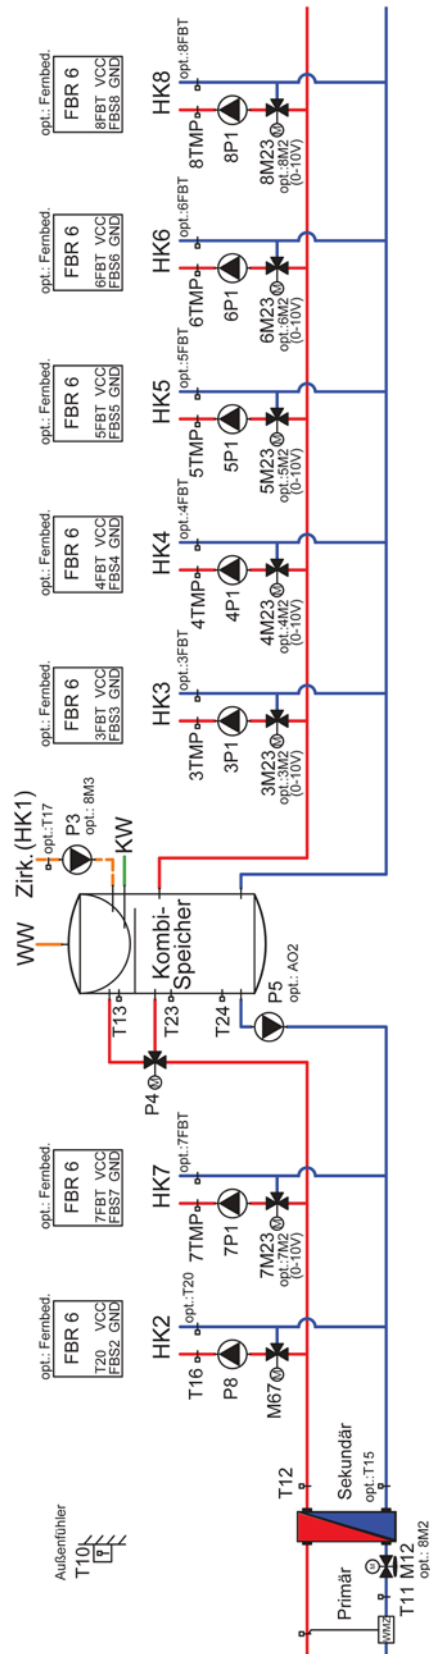 Außenfühler
T10
T
opt.: Fernbed.
FBR 6
T20 VCC
FBS2 GND
HK2
opt.:T20
T16
P8
M67
M
opt.: Fernbed.
FBR 6
7FBT VCC
FBS7 GND
HK7
opt.:7FBT
7TMP
7P1
7M23
M
opt.:7M2
(0-10V)
WW
Zirk.(HK1)
opt.:T17
P3
opt.: 8M3
KW
Kombi-
Speicher
T13
T23
T24
P4
M
P5
opt.: AO2
opt.: Fernbed.
FBR 6
3FBT VCC
FBS3 GND
HK3
opt.:3FBT
3TMP
3P1
3M23
M
opt.:3M2
(0-10V)
opt.: Fernbed.
FBR 6
4FBT VCC
FBS4 GND
HK4
opt.:4FBT
4TMP
4P1
4M23
M
opt.:4M2
(0-10V)
opt.: Fernbed.
FBR 6
5FBT VCC
FBS5 GND
HK5
opt.:5FBT
5TMP
5P1
5M23
M
opt.:5M2
(0-10V)
opt.: Fernbed.
FBR 6
6FBT VCC
FBS6 GND
HK6
opt.:6FBT
6TMP
6P1
6M23
M
opt.:6M2
(0-10V)
opt.: Fernbed.
FBR 6
8FBT VCC
FBS8 GND
HK8
opt.:8FBT
8TMP
8P1
8M23
M
opt.:8M2
(0-10V)
T12
Primär
Sekundär
opt.:T15
WMZ
M
T11 M12
opt.: 8M2